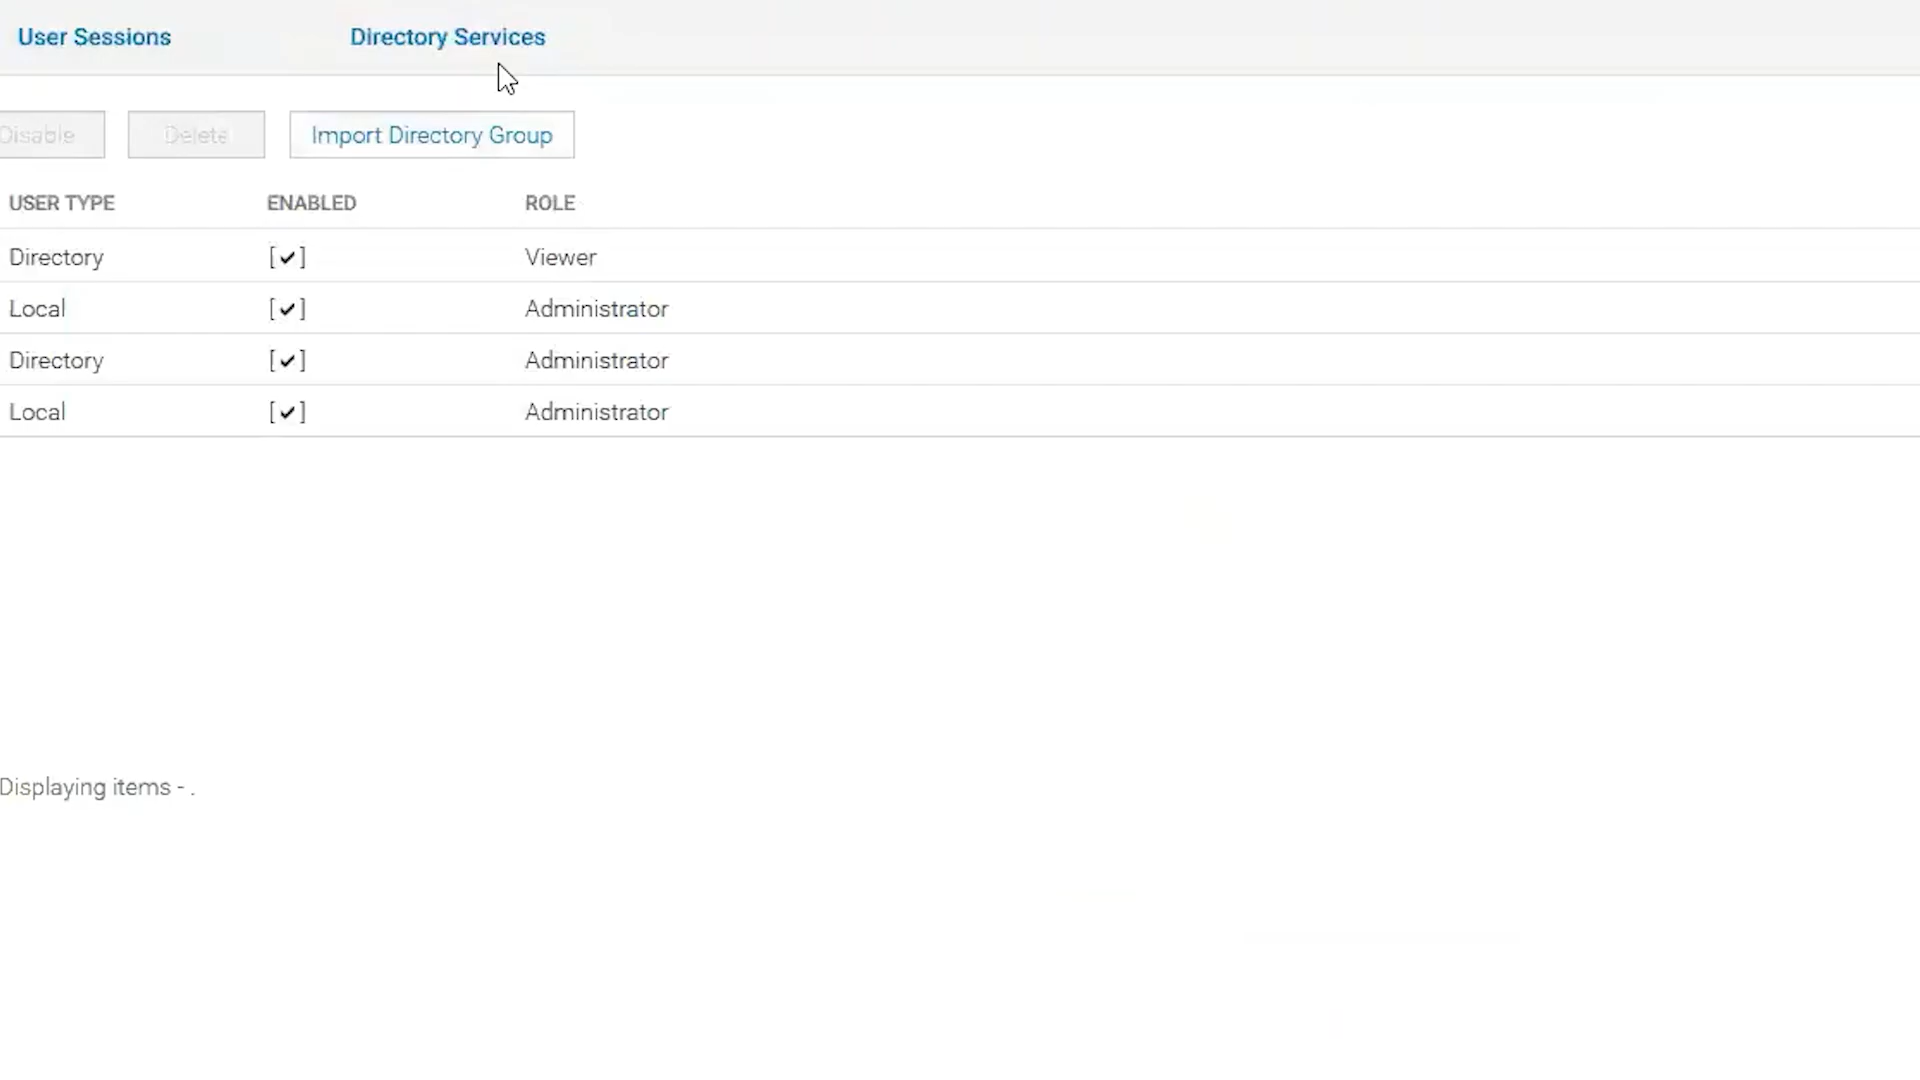 User Sessions Directory Services
Disable Delete Import Directory Group
USER TYPE ENABLED ROLE
Directory [✔] Viewer
Local [✔] Administrator
Directory [✔] Administrator
Local [✔] Administrator
Displaying items - .